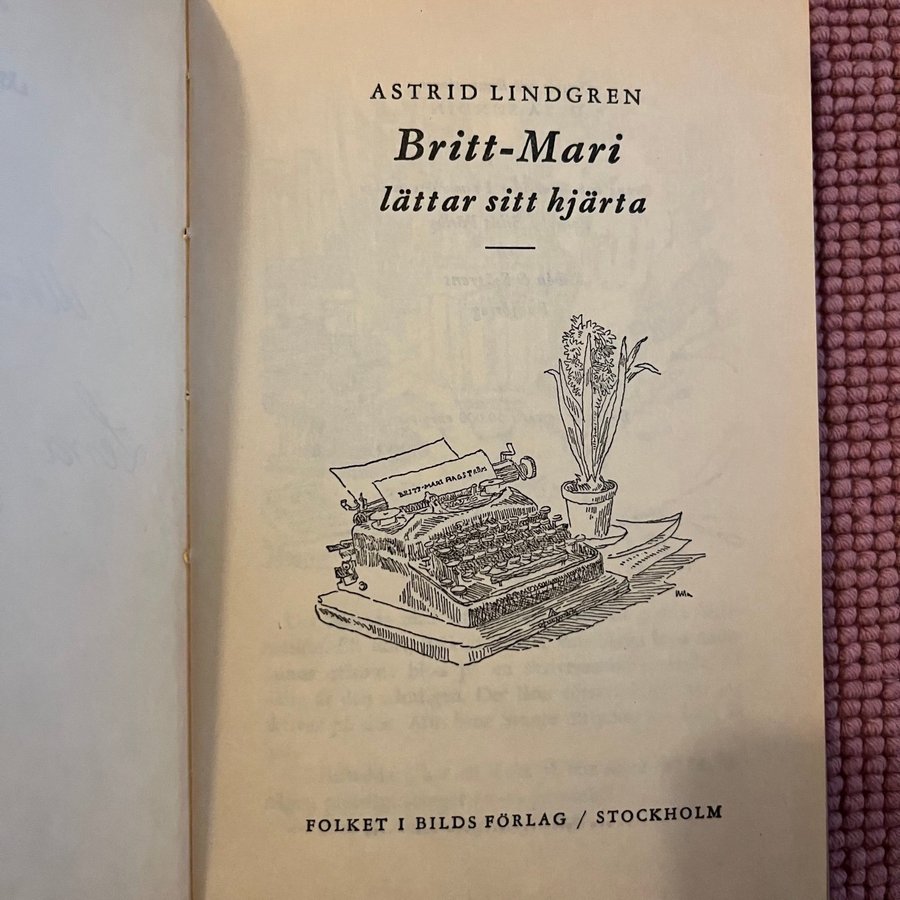 ASTRID LINDGREN
Britt-Mari
lättar sitt hjärta
BRITT-MARI HAGSTRÖM
FOLKET I BILDS FÖRLAG / STOCKHOLM